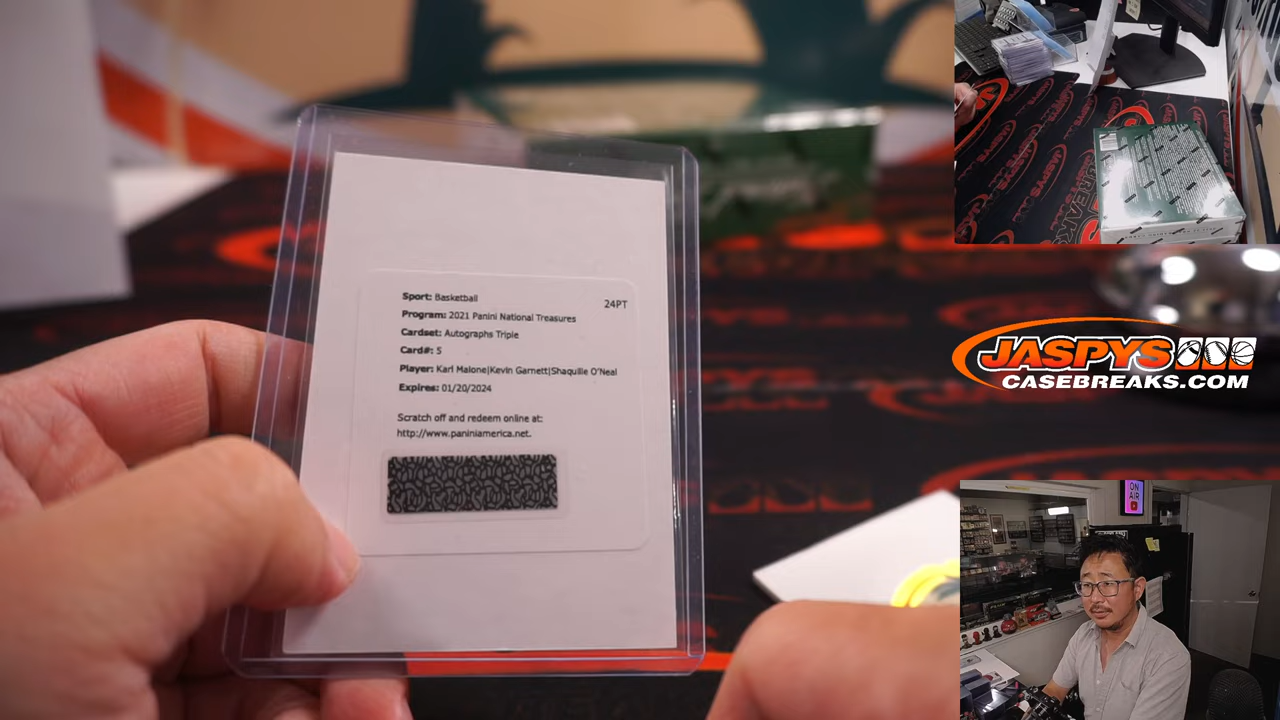 Sport: Basketball
24PT
Program: 2021 Panini National Treasures
Cardset: Autographs Triple
Card#: 5
Player: Karl Malone|Kevin Garnett|Shaquille O'Neal
Expires: 01/20/2024
Scratch off and redeem online at:
http://www.paniniamerica.net.
JASPYS
JASPYS
CASEBREAKS.COM
ON
AIR